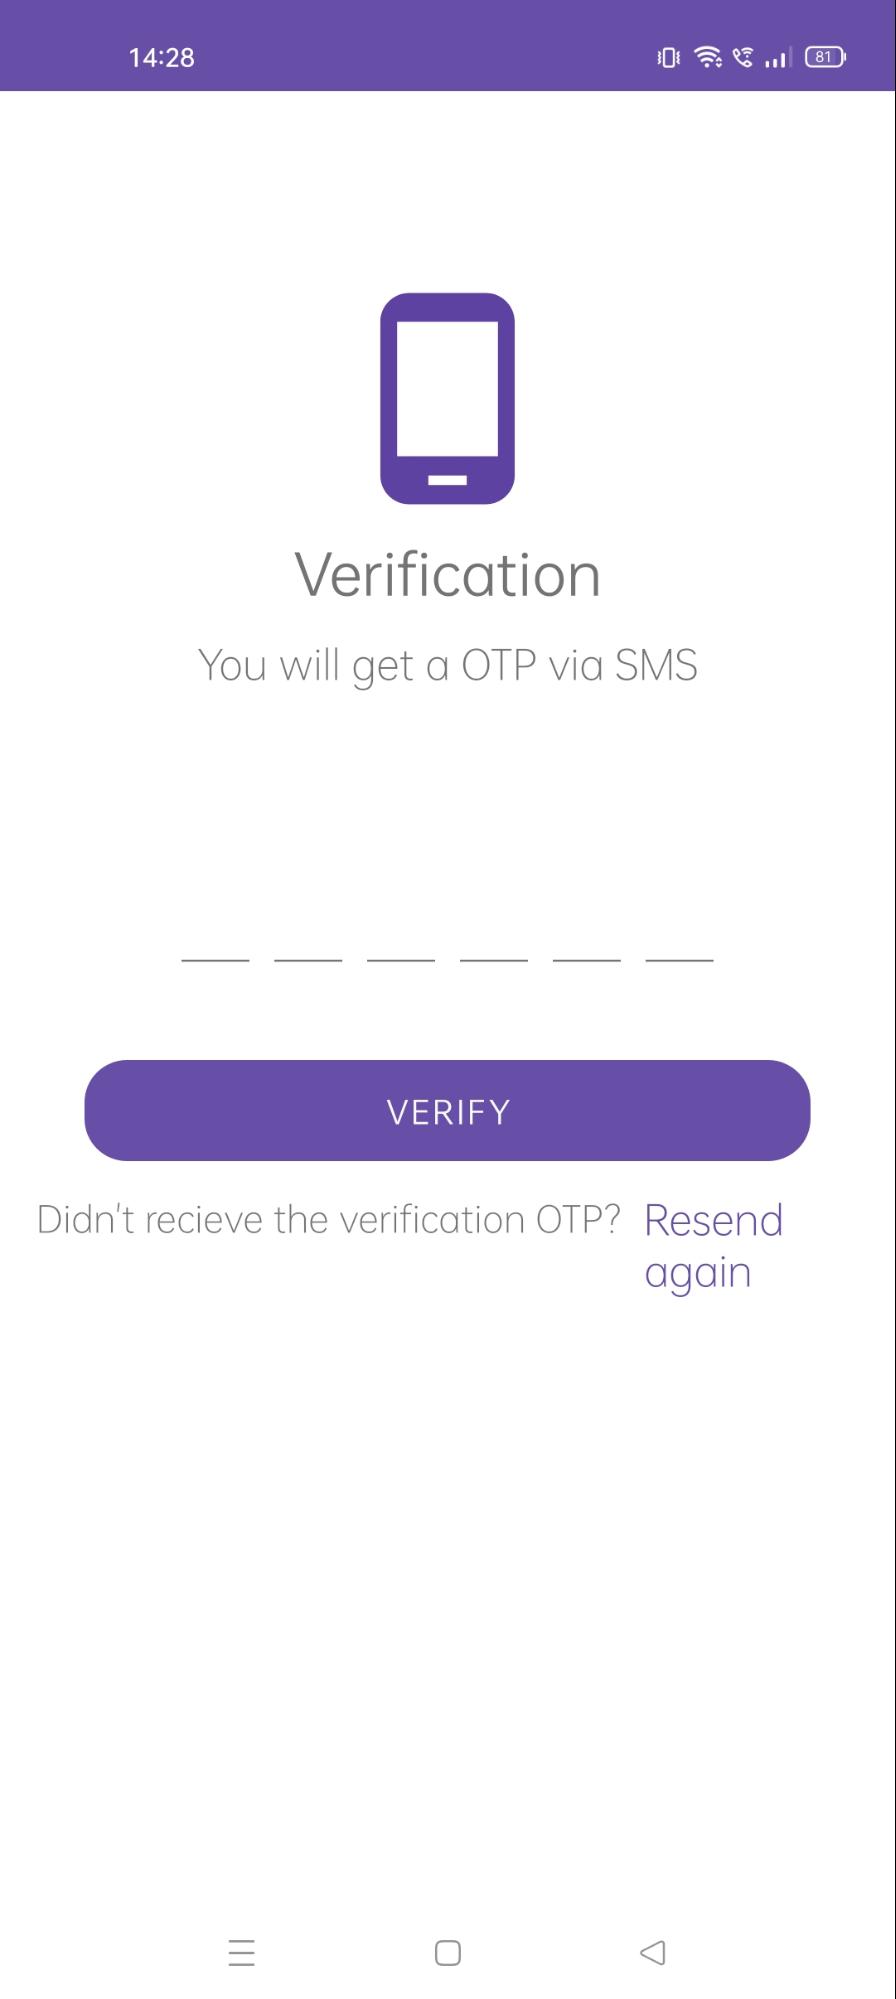 14:28
81
Verification
You will get a OTP via SMS
VERIFY
Didn't recieve the verification OTP? Resend
again